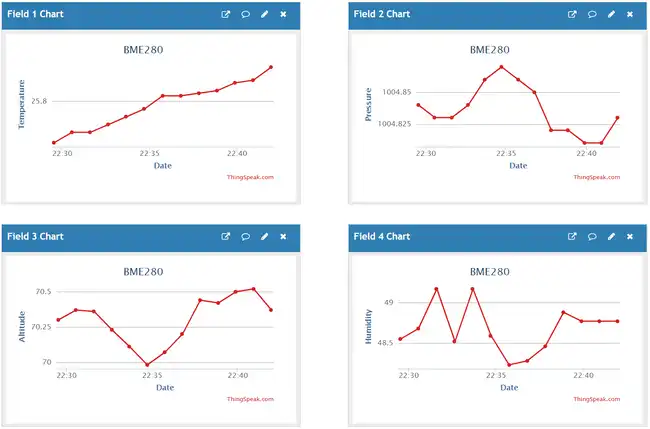 Field 1 Chart
BME280
Temperature
25.8
22:30 22:35 22:40
Date
ThingSpeak.com
Field 2 Chart
BME280
Pressure
1004.85
1004.825
22:30 22:35 22:40
Date
ThingSpeak.com
Field 3 Chart
BME280
Altitude
70.5
70.25
70
22:30 22:35 22:40
Date
ThingSpeak.com
Field 4 Chart
BME280
Humidity
49
48.5
22:30 22:35 22:40
Date
ThingSpeak.com